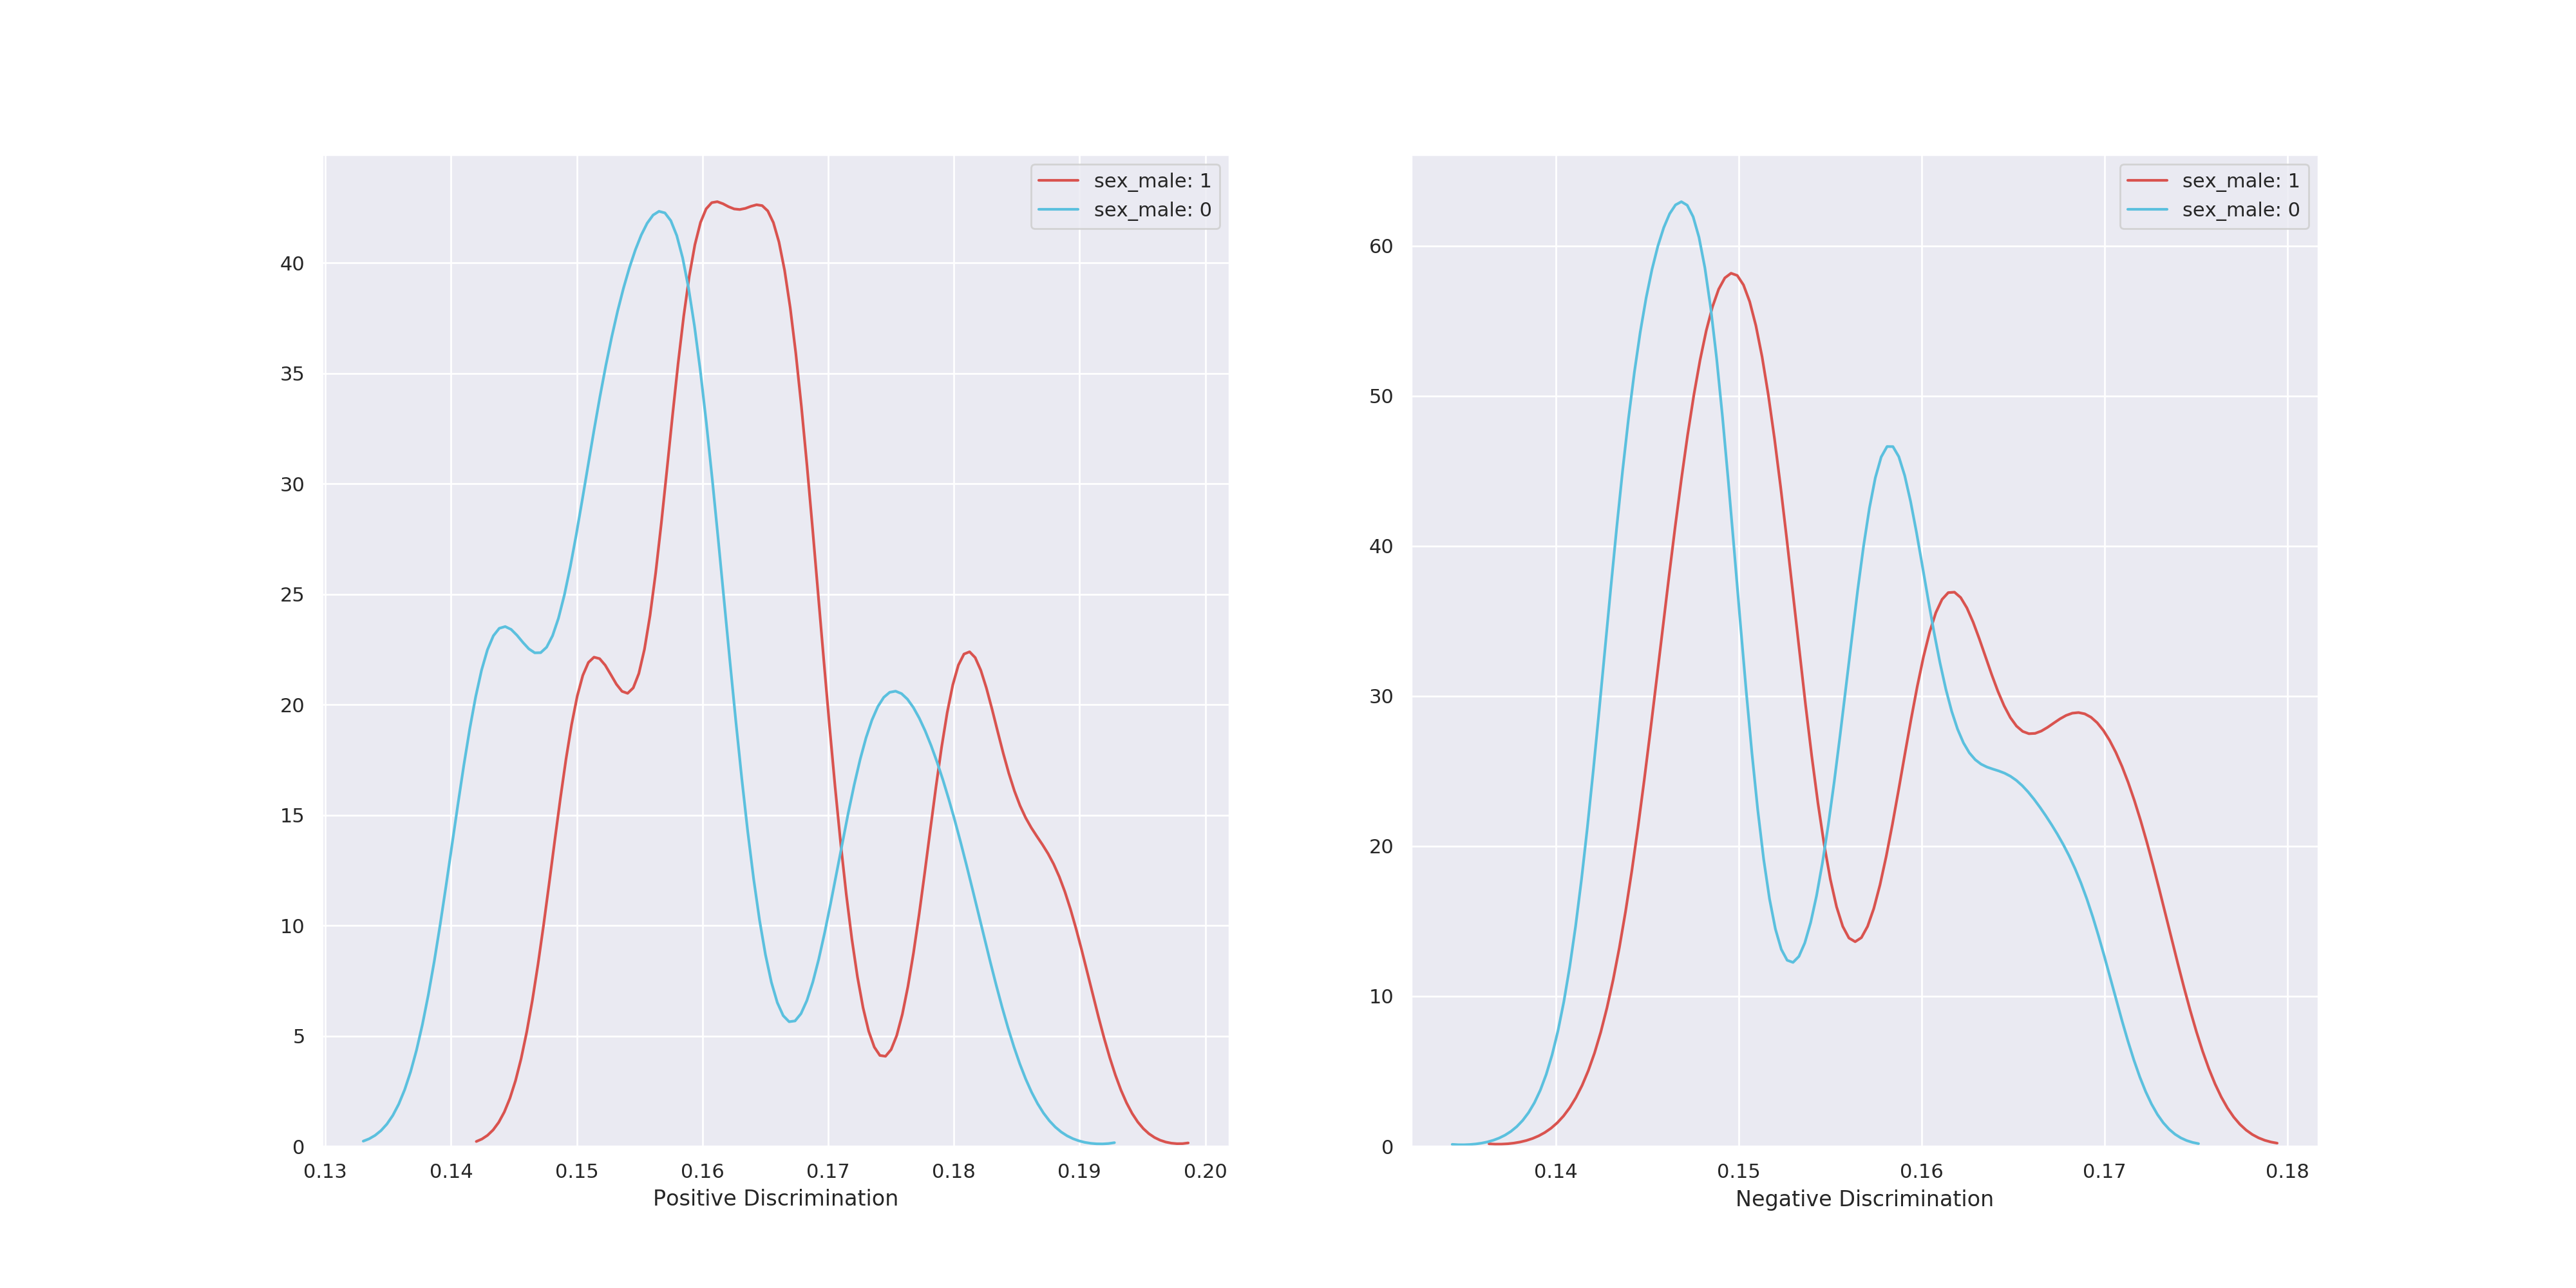 sex_male: 1
sex_male: 0
40
35
30
25
20
15
10
5
0
0.13 0.14 0.15 0.16 0.17 0.18 0.19 0.20
Positive Discrimination
sex_male: 1
sex_male: 0
60
50
40
30
20
10
0
0.14 0.15 0.16 0.17 0.18
Negative Discrimination